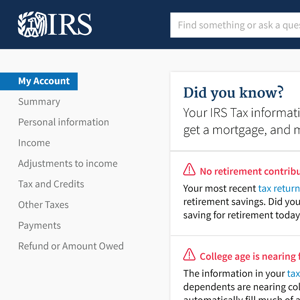 IRS
Find something or ask a
My Account
Summary
Personal information
Income
Adjustments to income
Tax and Credits
Other Taxes
Payments
Refund or Amount Owed
Did you know?
Your IRS Tax informati
get a mortgage, and m
No retirement contribu
Your most recent tax return
retirement savings. Did you
saving for retirement today
College age is nearing f
The information in your tax
dependents are nearing col
automatically fill much of a